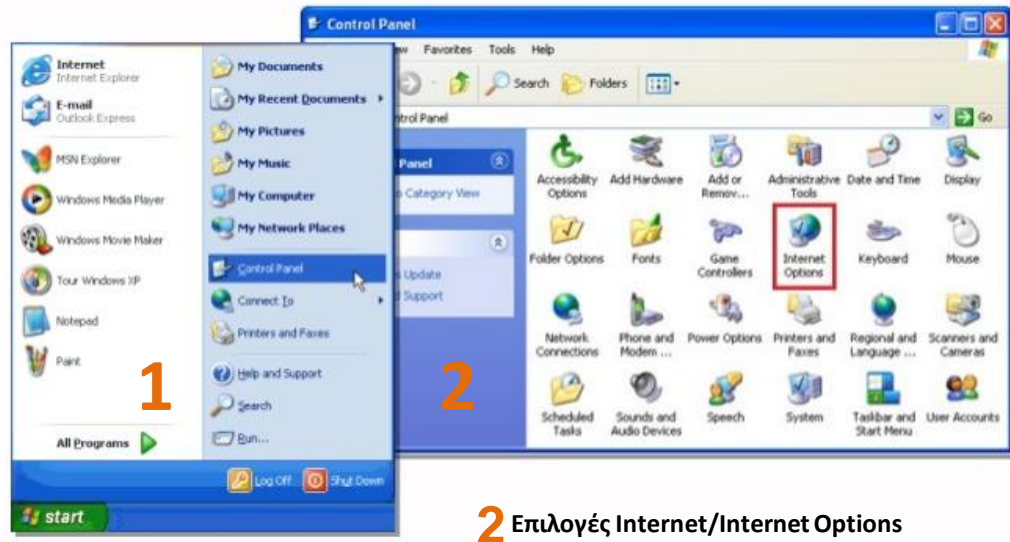 Control Panel
Favorites Tools Help
Search Folders
Control Panel
Go
Panel
Category View
Update
Support
Accessibility Options
Add Hardware
Add or Remov...
Administrative Tools
Date and Time
Display
Folder Options
Fonts
Game Controllers
Internet Options
Keyboard
Mouse
Network Connections
Phone and Modem ...
Power Options
Printers and Faxes
Regional and Language ...
Scanners and Cameras
Scheduled Tasks
Sounds and Audio Devices
Speech
System
Taskbar and Start Menu
User Accounts
2
Internet
Internet Explorer
E-mail
Outlook Express
MSN Explorer
Windows Media Player
Windows Movie Maker
Tour Windows XP
Notepad
Paint
1
All Programs
My Documents
My Recent Documents
My Pictures
My Music
My Computer
My Network Places
Control Panel
Connect To
Printers and Faxes
Help and Support
Search
Run...
Log Off Shut Down
start
2 Επιλογές Internet/Internet Options